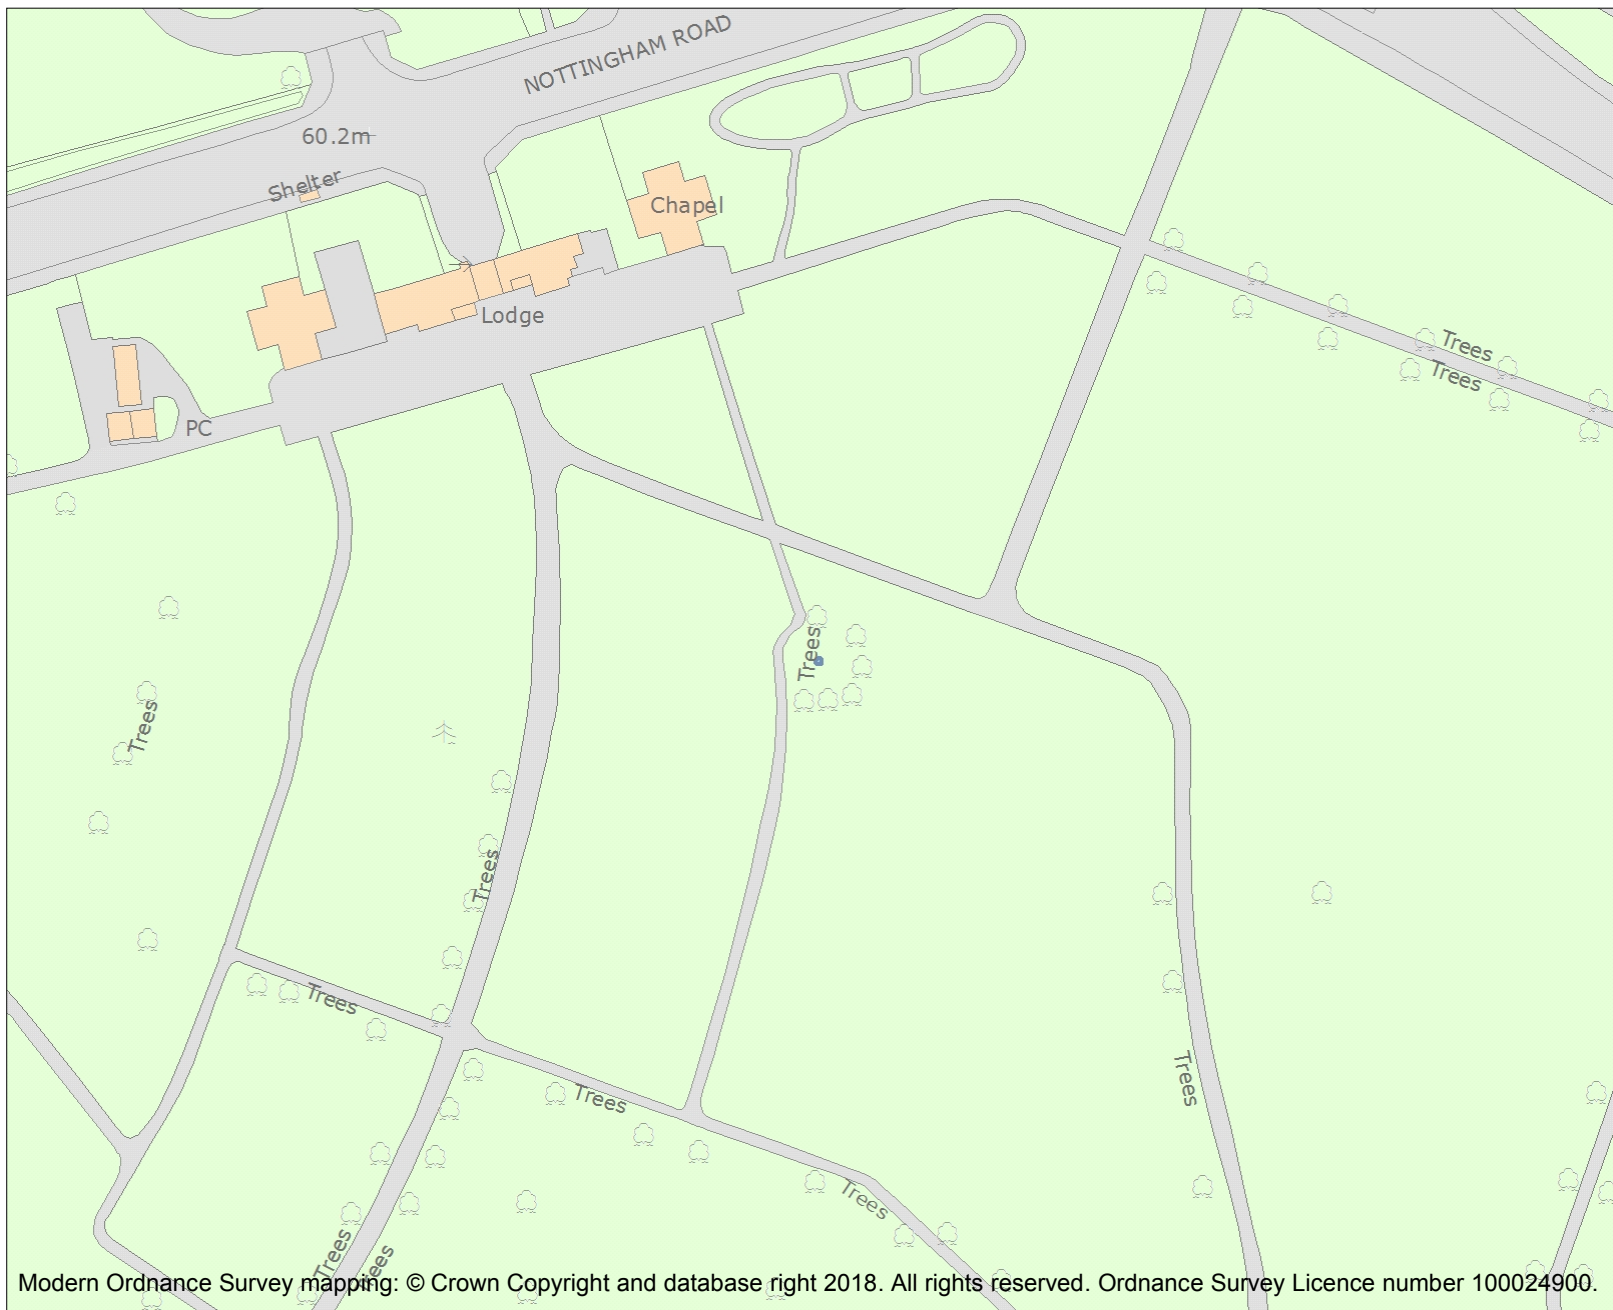 NOTTINGHAM ROAD
60.2m
Shelter
Chapel
Lodge
PC
Trees
Trees
Trees
Trees
Trees
Trees
Trees
Trees
Trees
Trees
Trees
Modern Ordnance Survey mapping: © Crown Copyright and database right 2018. All rights reserved. Ordnance Survey Licence number 100024900.